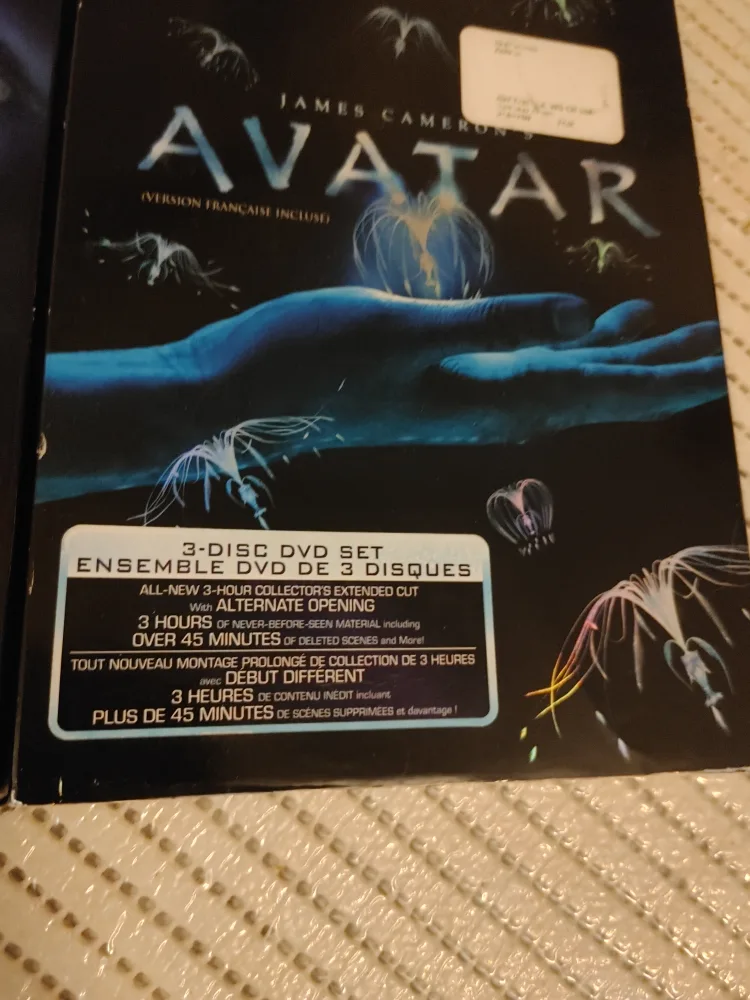 JAMES CAMERON'S
AVATAR
(VERSION FRANÇAISE INCLUSE)
3-DISC DVD SET
ENSEMBLE DVD DE 3 DISQUES
ALL-NEW 3-HOUR COLLECTOR'S EXTENDED CUT
With ALTERNATE OPENING
3 HOURS OF NEVER-BEFORE-SEEN MATERIAL including
OVER 45 MINUTES OF DELETED SCENES and More!
TOUT NOUVEAU MONTAGE PROLONGÉ DE COLLECTION DE 3 HEURES
avec DÉBUT DIFFÉRENT
3 HEURES DE CONTENU INÉDIT incluant
PLUS DE 45 MINUTES DE SCÈNES SUPPRIMÉES et davantage !